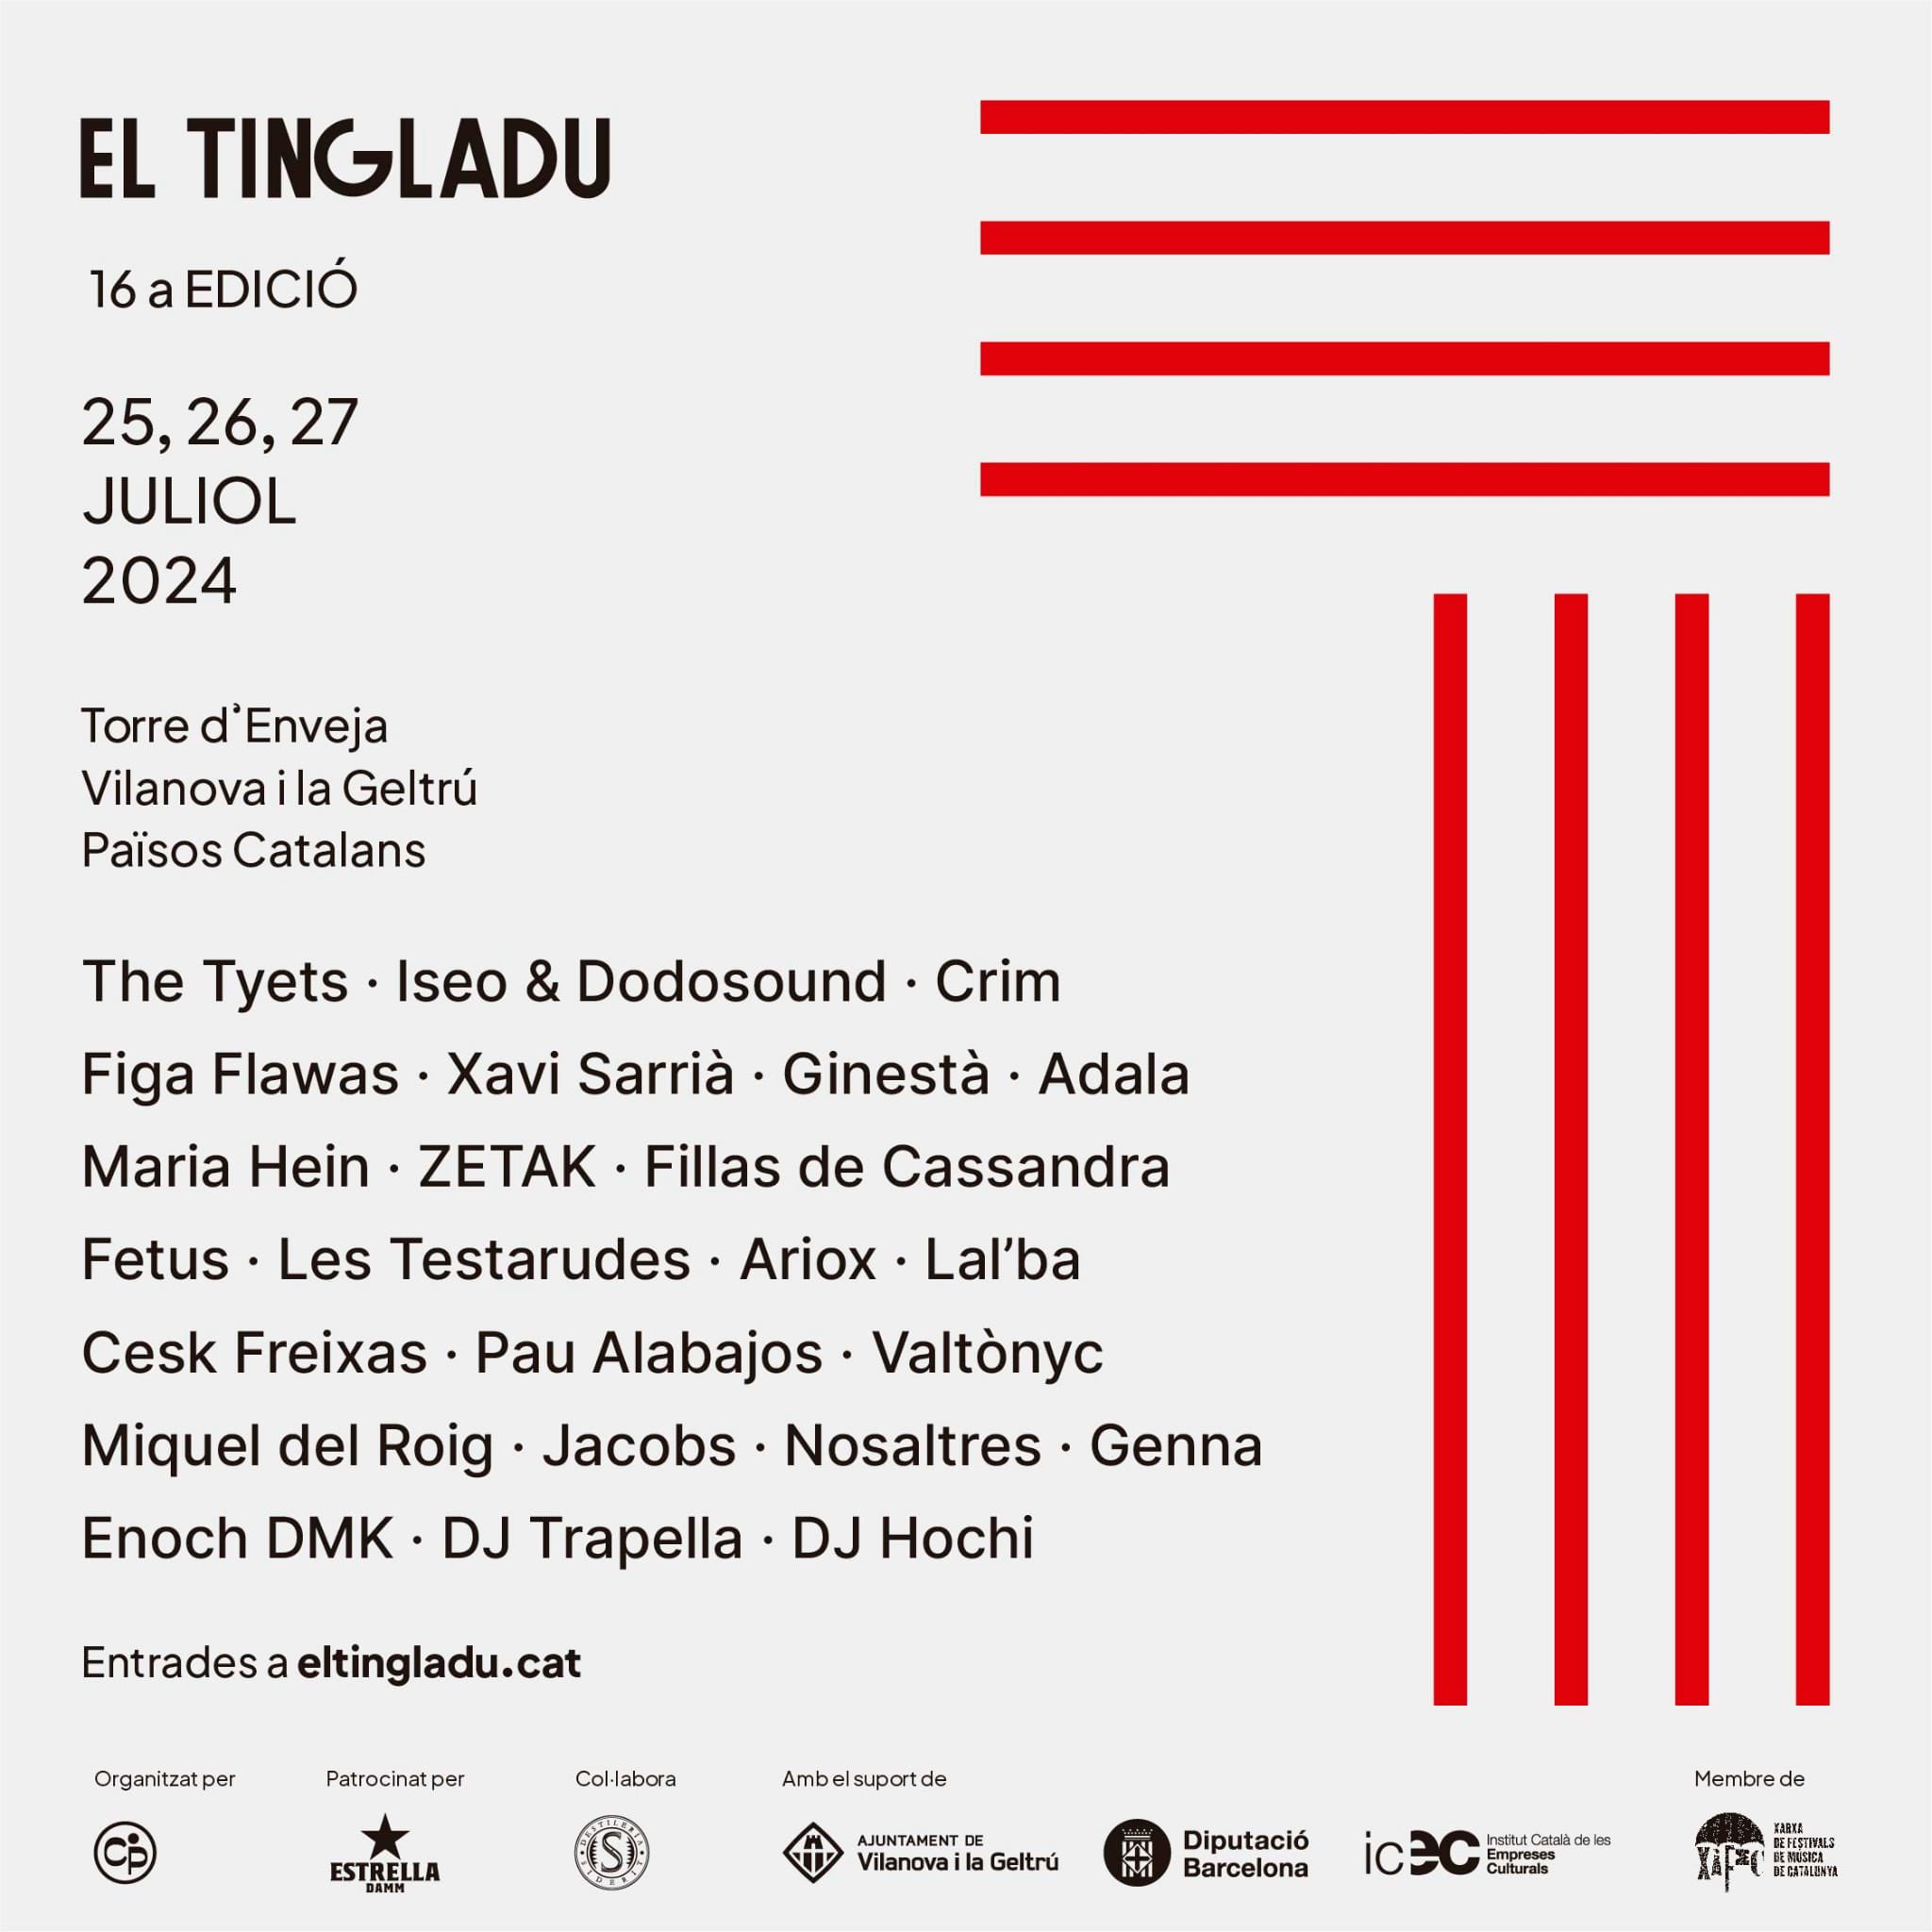 EL TINGLADU
16 a EDICIÓ
25, 26, 27
JULIOL
2024
Torre d'Enveja
Vilanova i la Geltrú
Països Catalans
The Tyets · Iseo & Dodosound · Crim
Figa Flawas · Xavi Sarrià · Ginestà · Adala
Maria Hein · ZETAK · Fillas de Cassandra
Fetus · Les Testarudes · Ariox · Lal’ba
Cesk Freixas · Pau Alabajos · Valtònyc
Miquel del Roig · Jacobs · Nosaltres · Genna
Enoch DMK · DJ Trapella · DJ Hochi
Entrades a eltingladu.cat
Organitzat per
Patrocinat per
ESTRELLA
DAMM
Col·labora
S
Amb el suport de
AJUNTAMENT DE
Vilanova i la Geltrú
Diputació
Barcelona
icec
Institut Català de les
Empreses
Culturals
Membre de
XARXA
DE FESTIVALS
DE MÚSICA
DE CATALUNYA